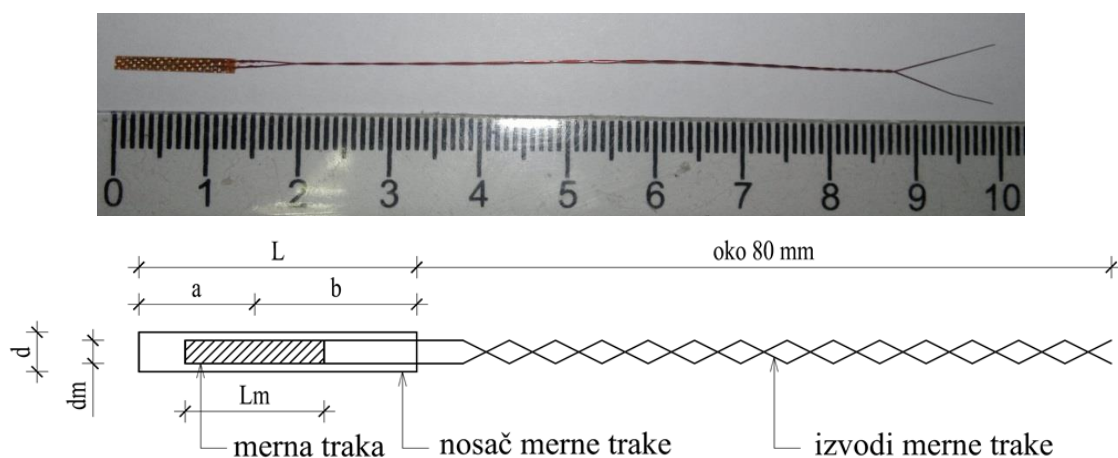 0 1 2 3 4 5 6 7 8 9 10
L oko 80 mm
a b
d
dm
Lm
merna traka nosač merne trake izvodi merne trake